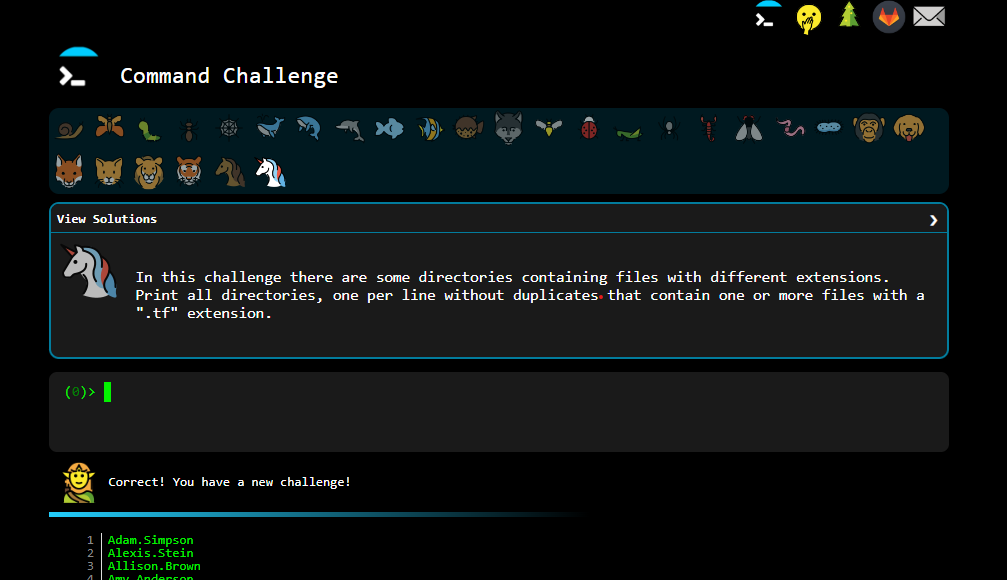 Command Challenge
View Solutions
In this challenge there are some directories containing files with different extensions.
Print all directories, one per line without duplicates that contain one or more files with a
".tf" extension.
(0)>
Correct! You have a new challenge!
1 Adam.Simpson
2 Alexis.Stein
3 Allison.Brown
4 Amy.Anderson